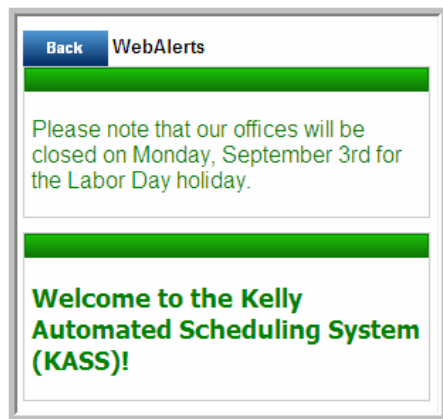 Back WebAlerts
Please note that our offices will be
closed on Monday, September 3rd for
the Labor Day holiday.
Welcome to the Kelly
Automated Scheduling System
(KASS)!